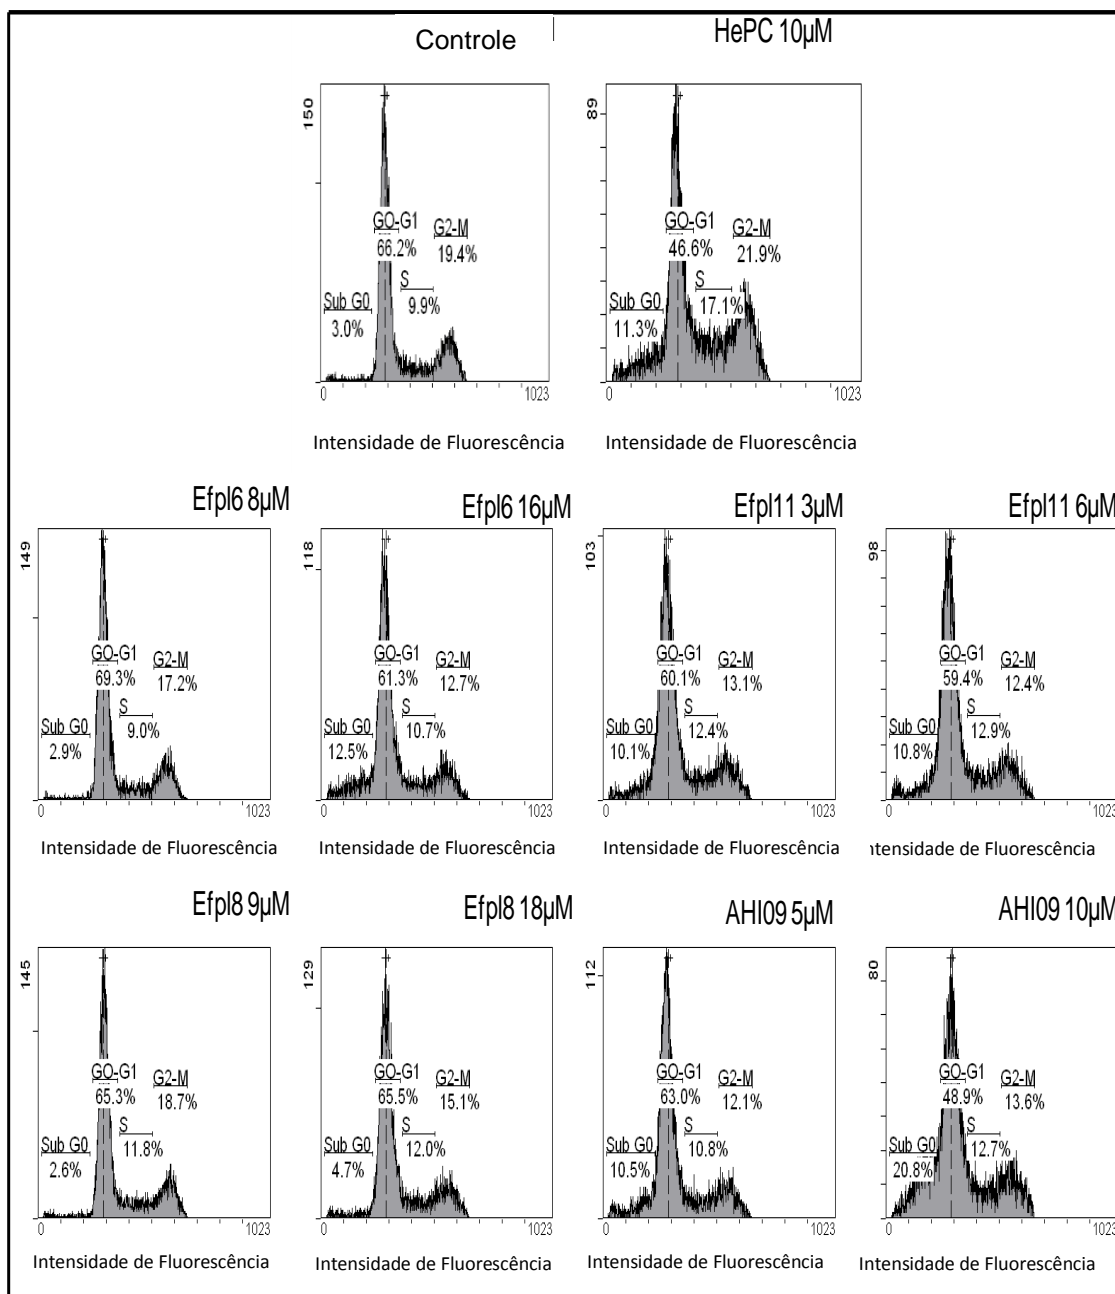 Controle
HePC 10µM
150
GO-G1
66.2%
G2-M
19.4%
S
9.9%
Sub G0
3.0%
0
1023
Intensidade de Fluorescência
89
GO-G1
46.6%
G2-M
21.9%
S
17.1%
Sub G0
11.3%
0
1023
Intensidade de Fluorescência
Efpl6 8µM
149
GO-G1
69.3%
G2-M
17.2%
S
9.0%
Sub G0
2.9%
0
1023
Intensidade de Fluorescência
Efpl6 16µM
118
GO-G1
61.3%
G2-M
12.7%
S
10.7%
Sub G0
12.5%
0
1023
Intensidade de Fluorescência
Efpl11 3µM
103
GO-G1
60.1%
G2-M
13.1%
S
12.4%
Sub G0
10.1%
0
1023
Intensidade de Fluorescência
Efpl11 6µM
98
GO-G1
59.4%
G2-M
12.4%
S
12.9%
Sub G0
10.8%
0
1023
ntensidade de Fluorescência
Efpl8 9µM
145
GO-G1
65.3%
G2-M
18.7%
S
11.8%
Sub G0
2.6%
0
1023
Intensidade de Fluorescência
Efpl8 18µM
129
GO-G1
65.5%
G2-M
15.1%
S
12.0%
Sub G0
4.7%
0
1023
Intensidade de Fluorescência
AHI09 5µM
112
GO-G1
63.0%
G2-M
12.1%
S
10.8%
Sub G0
10.5%
0
1023
Intensidade de Fluorescência
AHI09 10µM
80
GO-G1
48.9%
G2-M
13.6%
S
12.7%
Sub G0
20.8%
0
1023
Intensidade de Fluorescência